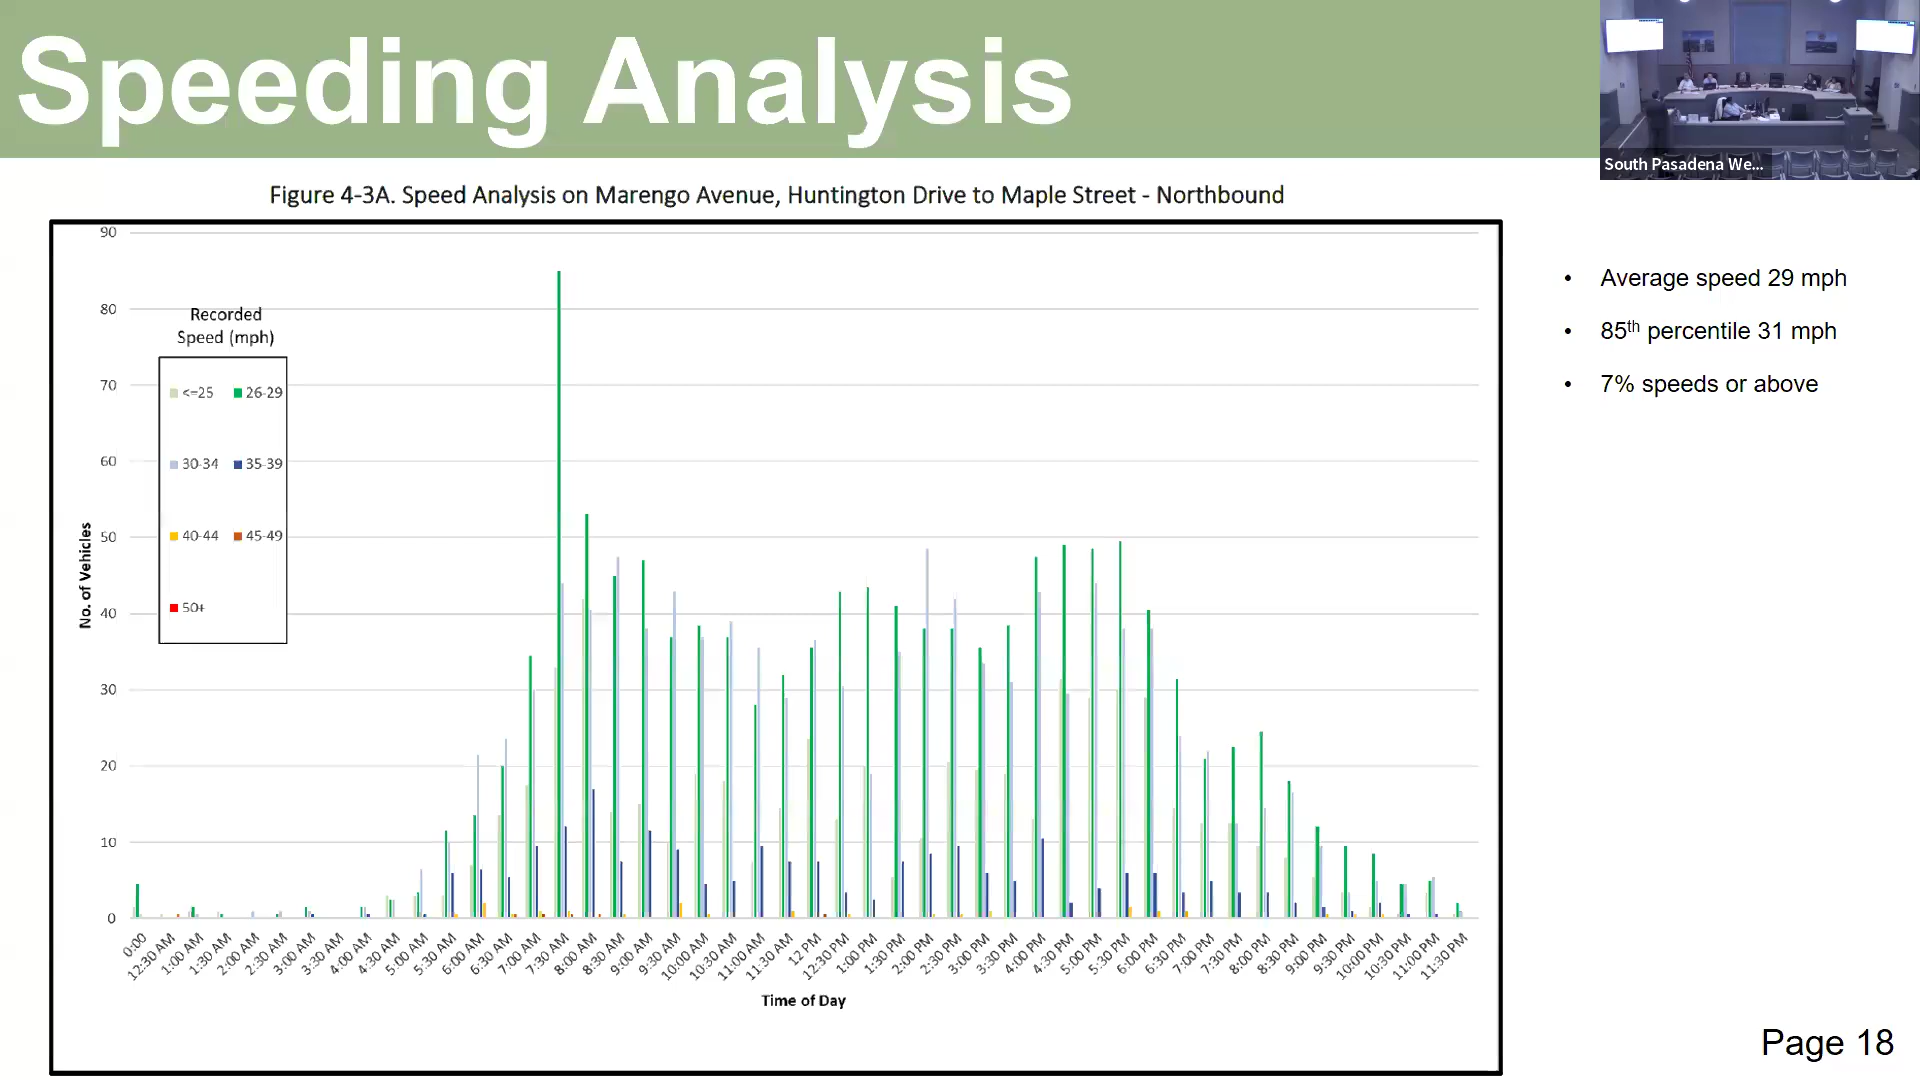 Speeding Analysis
South Pasadena We...
Figure 4-3A. Speed Analysis on Marengo Avenue, Huntington Drive to Maple Street - Northbound
90
80
70
60
50
40
30
20
10
0
No. of Vehicles
Recorded
Speed (mph)
<=25 26-29
30-34 35-39
40-44 45-49
50+
0:00
12:30 AM
1:00 AM
1:30 AM
2:00 AM
2:30 AM
3:00 AM
3:30 AM
4:00 AM
4:30 AM
5:00 AM
5:30 AM
6:00 AM
6:30 AM
7:00 AM
7:30 AM
8:00 AM
8:30 AM
9:00 AM
9:30 AM
10:00 AM
10:30 AM
11:00 AM
11:30 AM
12 PM
12:30 PM
1:00 PM
1:30 PM
2:00 PM
2:30 PM
3:00 PM
3:30 PM
4:00 PM
4:30 PM
5:00 PM
5:30 PM
6:00 PM
6:30 PM
7:00 PM
7:30 PM
8:00 PM
8:30 PM
9:00 PM
9:30 PM
10:00 PM
10:30 PM
11:00 PM
11:30 PM
Time of Day
• Average speed 29 mph
• 85th percentile 31 mph
• 7% speeds or above
Page 18